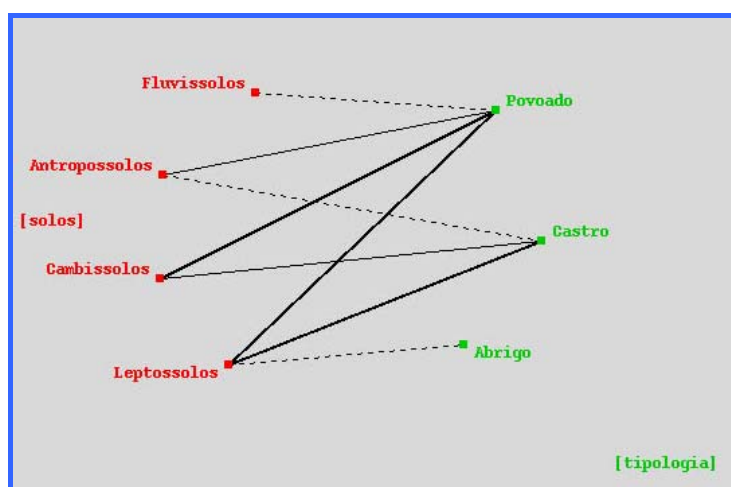 Fluvissolos
Povoado
Antropossolos
[solos]
Castro
Cambissolos
Abrigo
Leptossolos
[tipologia]